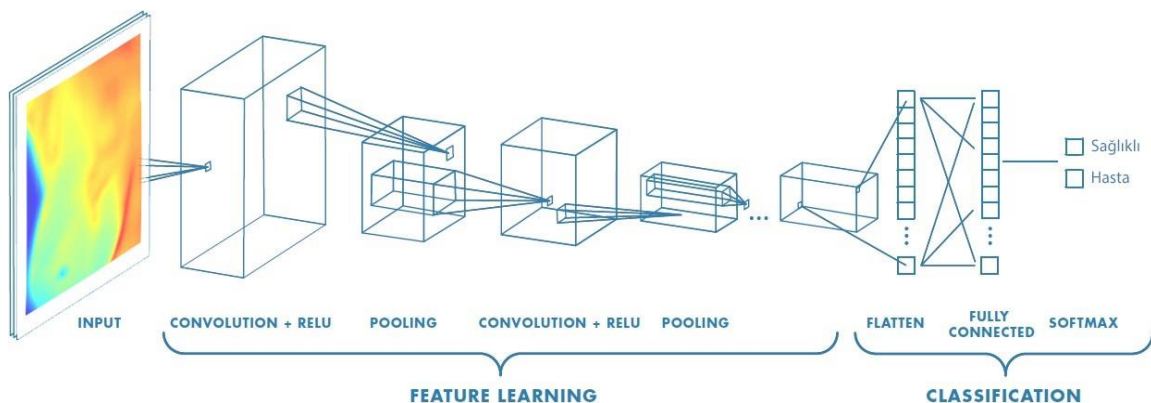 Sağlıklı
Hasta
INPUT
CONVOLUTION + RELU
POOLING
CONVOLUTION + RELU
POOLING
FLATTEN
FULLY
CONNECTED
SOFTMAX
FEATURE LEARNING
CLASSIFICATION